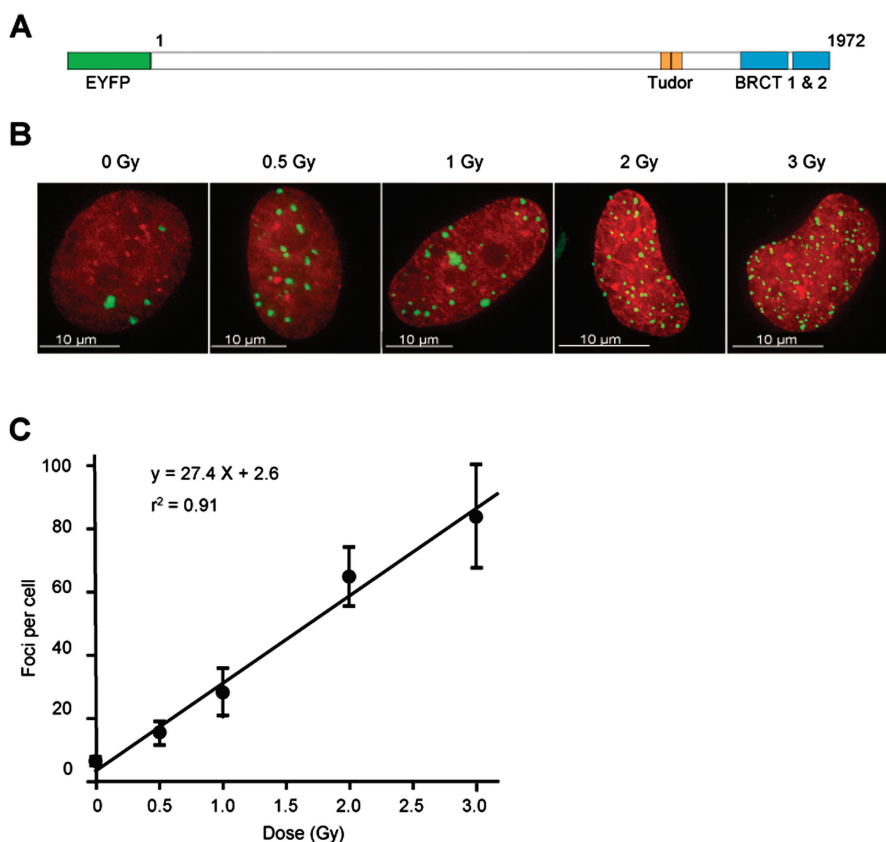 A
1
1972
EYFP
Tudor
BRCT 1 & 2
B
0 Gy
0.5 Gy
1 Gy
2 Gy
3 Gy
10 µm
10 µm
10 µm
10 µm
10 µm
C
y = 27.4 X + 2.6
r² = 0.91
Foci per cell
100
80
60
40
20
0
0
0.5
1.0
1.5
2.0
2.5
3.0
Dose (Gy)